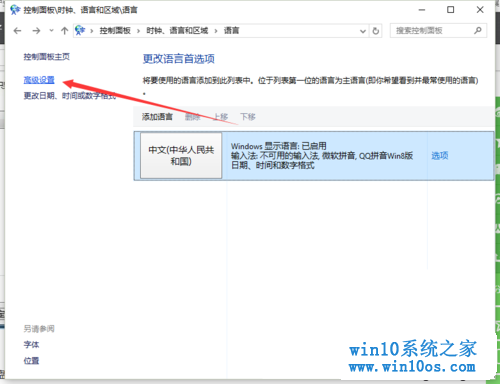 控制面板\时钟、语言和区域\语言
控制面板 › 时钟、语言和区域 › 语言
搜索控制面板
控制面板主页
高级设置
更改日期、时间或数字格式
更改语言首选项
将要使用的语言添加到此列表中。位于列表第一位的语言为主语言(即你希望看到并最常使用的语言)
。
添加语言 删除 上移 下移
中文(中华人民共
和国)
Windows 显示语言: 已启用
输入法: 不可用的输入法, 微软拼音, QQ拼音Win8版
日期、时间和数字格式
选项
另请参阅
字体
位置
win10系统之家
www.win10os.com